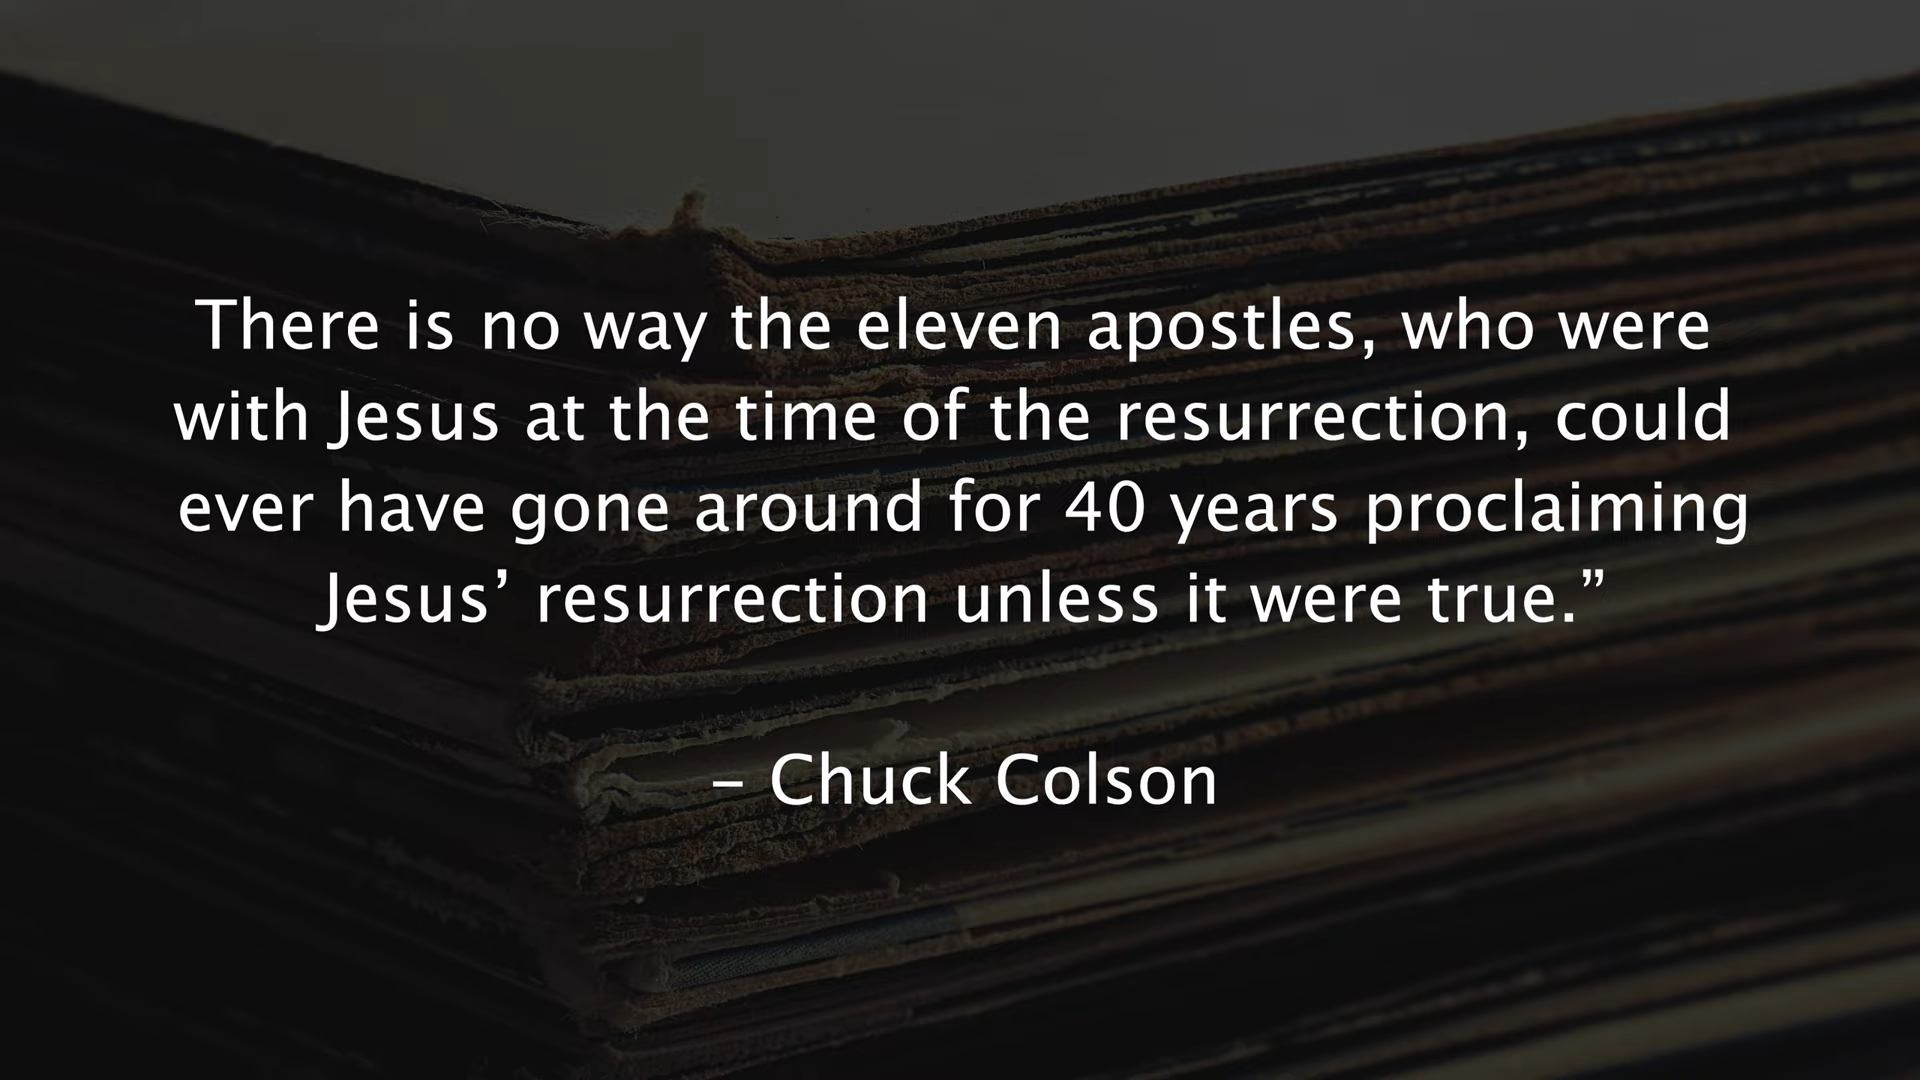 There is no way the eleven apostles, who were
with Jesus at the time of the resurrection, could
ever have gone around for 40 years proclaiming
Jesus’ resurrection unless it were true.”
– Chuck Colson